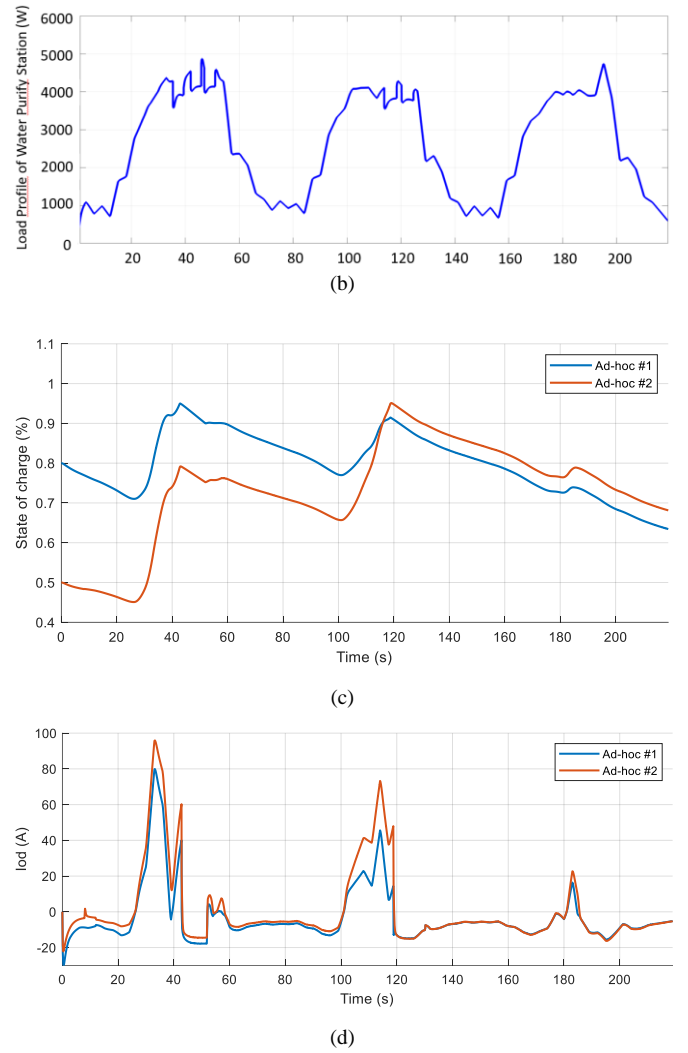 Load Profile of Water Purify Station (W)
6000
5000
4000
3000
2000
1000
0
20 40 60 80 100 120 140 160 180 200
(b)
State of charge (%)
1.1
1
0.9
0.8
0.7
0.6
0.5
0.4
Ad-hoc #1
Ad-hoc #2
0 20 40 60 80 100 120 140 160 180 200
Time (s)
(c)
Iod (A)
100
80
60
40
20
0
-20
Ad-hoc #1
Ad-hoc #2
0 20 40 60 80 100 120 140 160 180 200
Time (s)
(d)